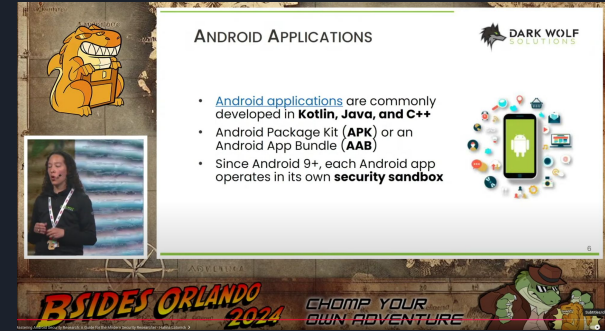 ANDROID APPLICATIONS
DARK WOLF
SOLUTIONS
• Android applications are commonly
developed in Kotlin, Java, and C++
• Android Package Kit (APK) or an
Android App Bundle (AAB)
• Since Android 9+, each Android app
operates in its own security sandbox
6
BSIDES ORLANDO
2024
CHOMP YOUR
OWN ADVENTURE